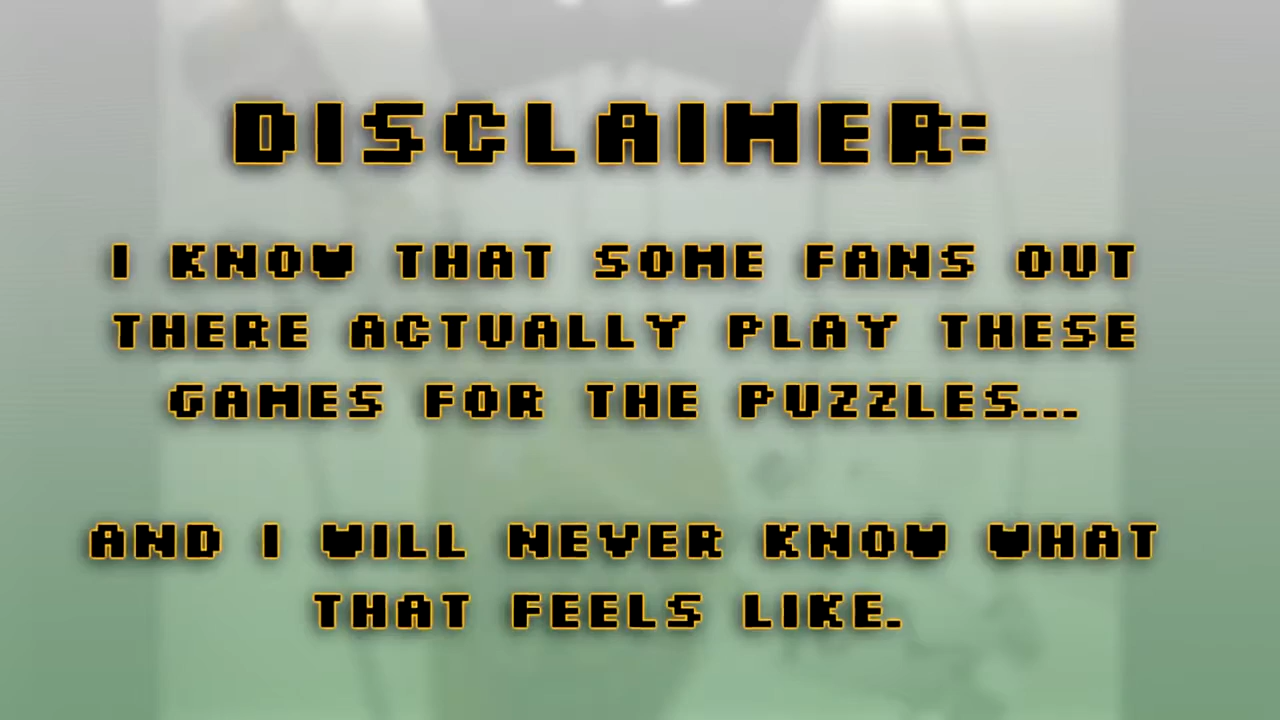 DISCLAIMER:
I KNOW THAT SOME FANS OUT
THERE ACTUALLY PLAY THESE
GAMES FOR THE PUZZLES...
AND I WILL NEVER KNOW WHAT
THAT FEELS LIKE.